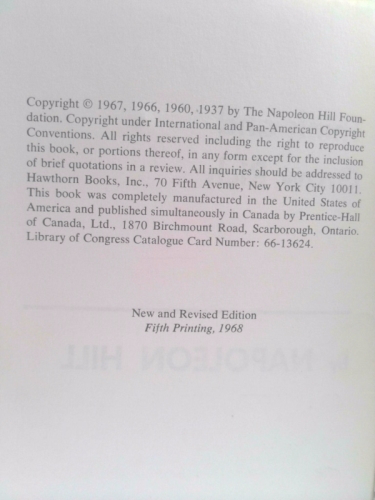 Copyright © 1967, 1966, 1960, 1937 by The Napoleon Hill Foun-
dation. Copyright under International and Pan-American Copyright
Conventions. All rights reserved including the right to reproduce
this book, or portions thereof, in any form except for the inclusion
of brief quotations in a review. All inquiries should be addressed to
Hawthorn Books, Inc., 70 Fifth Avenue, New York City 10011.
This book was completely manufactured in the United States of
America and published simultaneously in Canada by Prentice-Hall
of Canada, Ltd., 1870 Birchmount Road, Scarborough, Ontario.
Library of Congress Catalogue Card Number: 66-13624.
New and Revised Edition
Fifth Printing, 1968
NAPOLEON HILL